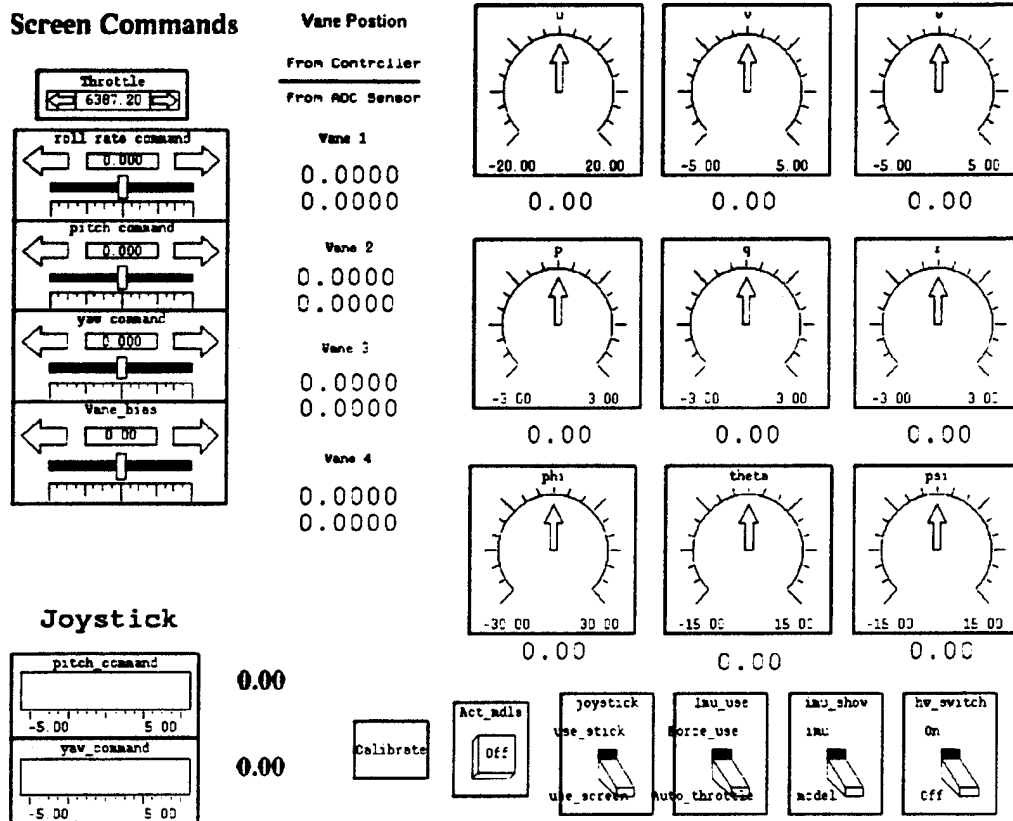 Screen Commands
Throttle
6387.20
roll rate command
0.000
pitch command
0.000
yaw command
0.000
Vane_bias
0.00
Joystick
pitch_command
-5.00 5.00
0.00
yaw_command
-5.00 5.00
0.00
Vane Postion
From Controller
From ADC Sensor
Vane 1
0.0000
0.0000
Vane 2
0.0000
0.0000
Vane 3
0.0000
0.0000
Vane 4
0.0000
0.0000
u
-20.00 20.00
0.00
v
-5.00 5.00
0.00
w
-5.00 5.00
0.00
p
-3.00 3.00
0.00
q
-3.00 3.00
0.00
-3.00 3.00
0.00
phi
-30.00 30.00
0.00
theta
-15.00 15.00
0.00
psi
-15.00 15.00
0.00
Calibrate
Act_mdls
Off
joystick
use_stick
use_screen
imu_use
Force_use
Auto_throttle
imu_show
imu
model
hw_switch
On
Off